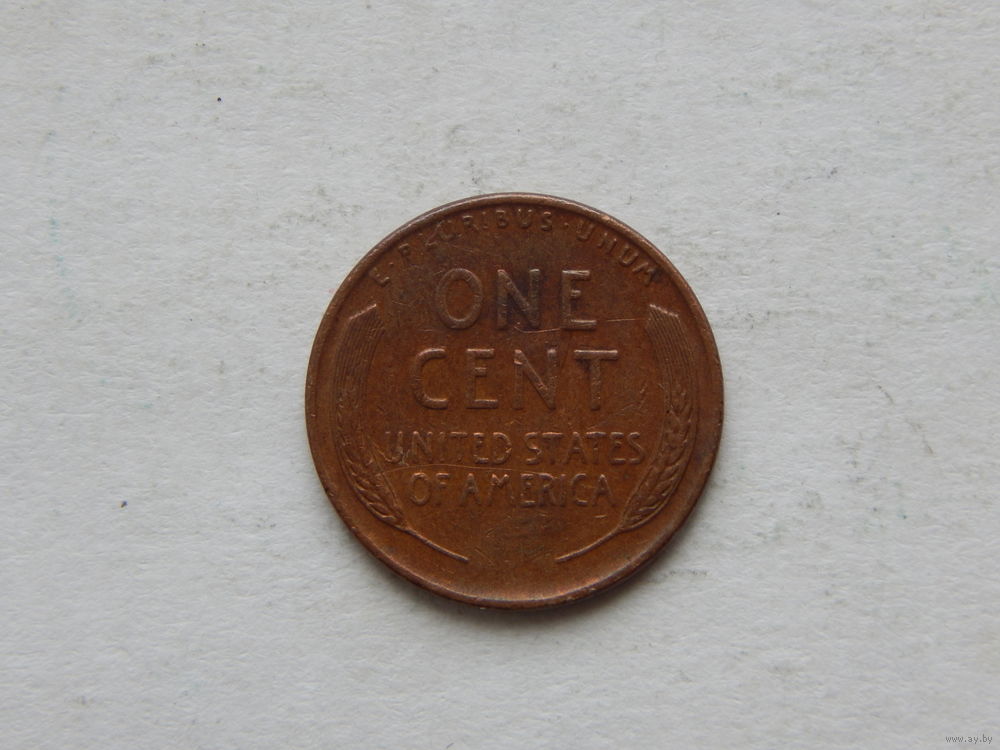 E·PLURIBUS·UNUM
ONE
CENT
UNITED STATES
OF AMERICA
www.ay.by